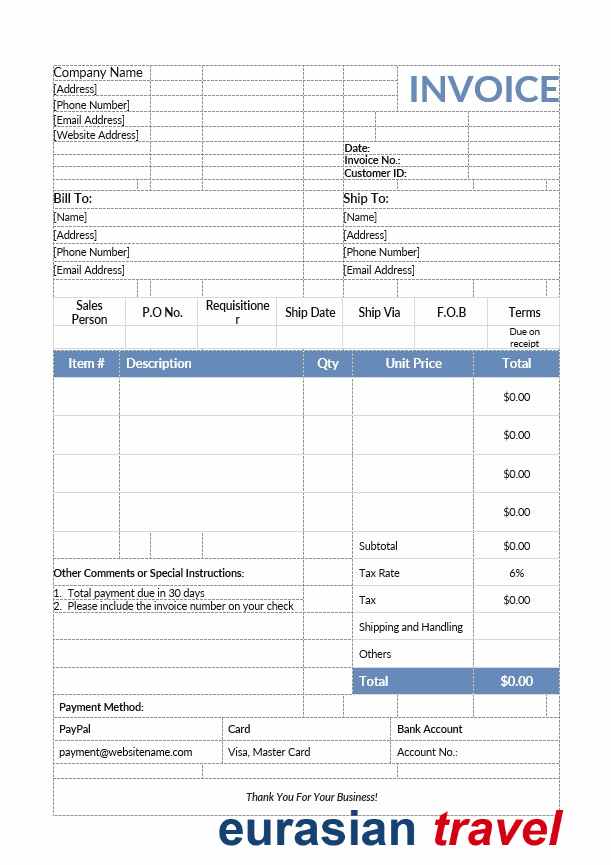 Company Name
INVOICE
[Address]
[Phone Number]
[Email Address]
[Website Address]
Date:
Invoice No.:
Customer ID:
Bill To: Ship To:
[Name] [Name]
[Address] [Address]
[Phone Number] [Phone Number]
[Email Address] [Email Address]
Sales Person P.O No. Requisitioner Ship Date Ship Via F.O.B Terms
Due on receipt
Item # Description Qty Unit Price Total
$0.00
$0.00
$0.00
$0.00
Subtotal $0.00
Other Comments or Special Instructions: Tax Rate 6%
1. Total payment due in 30 days
2. Please include the invoice number on your check
Tax $0.00
Shipping and Handling
Others
Total $0.00
Payment Method:
PayPal Card Bank Account
payment@websitename.com Visa, Master Card Account No.:
Thank You For Your Business!
eurasian travel